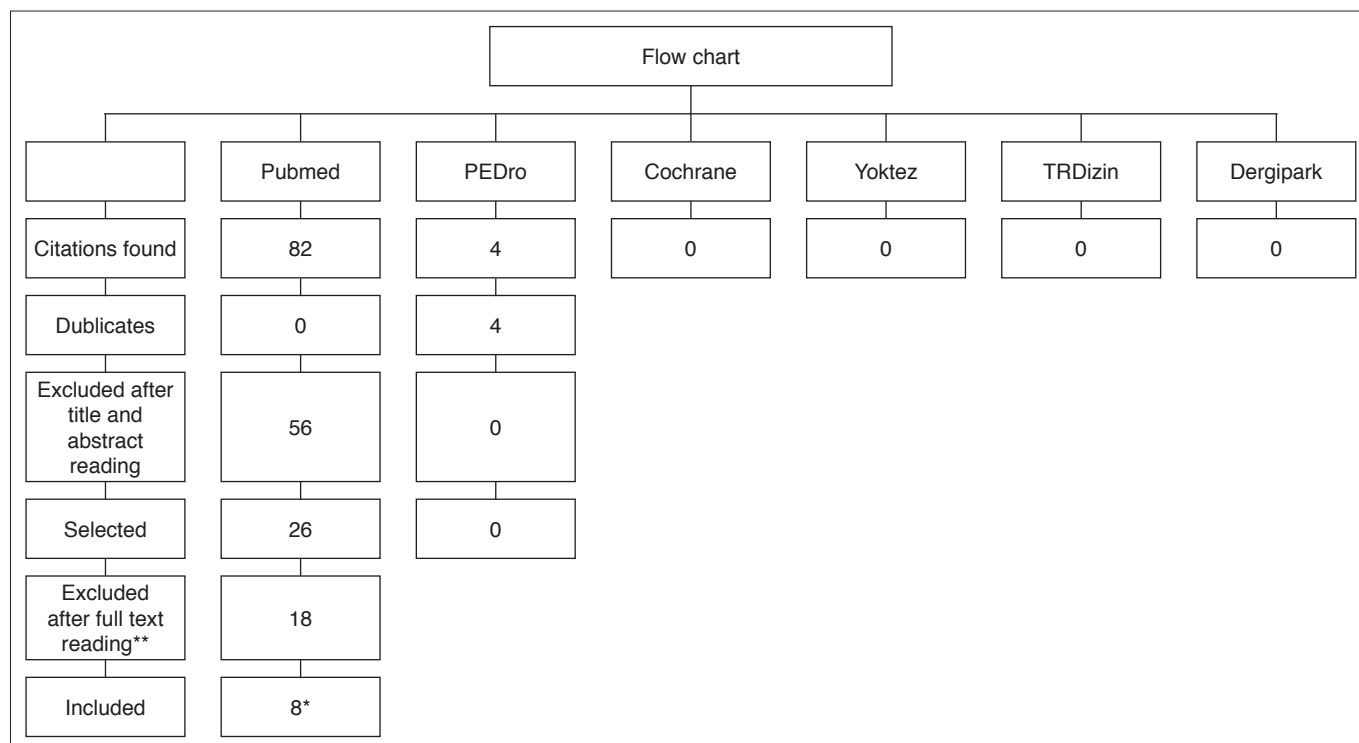 Flow chart
Pubmed
PEDro
Cochrane
Yoktez
TRDizin
Dergipark
Citations found
82
4
0
0
0
0
Dublicates
0
4
Excluded after
title and
abstract
reading
56
0
Selected
26
0
Excluded
after full text
reading**
18
Included
8*